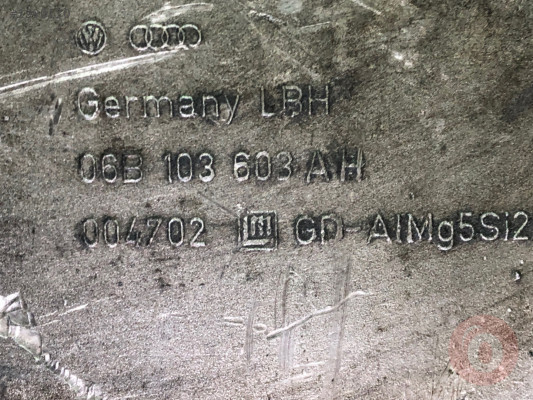 Germany LBH
06B 103 603 AH
004702 GD-AlMg5Si2